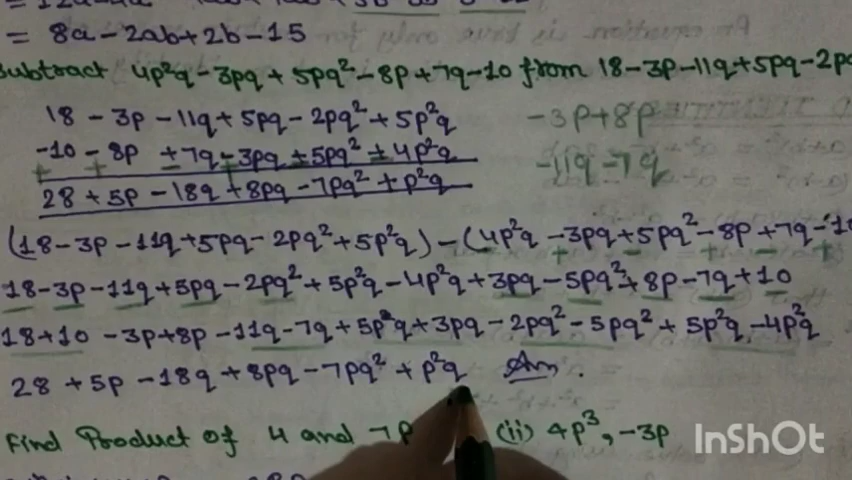 = 8a - 2ab + 2b - 15
Subtract 4p²q - 3pq + 5pq² - 8p + 7q - 10 from 18 - 3p - 11q + 5pq - 2pq
18 - 3p - 11q + 5pq - 2pq² + 5p²q
-3p + 8p
-10 - 8p + 7q - 3pq + 5pq² + 4p²q
-11q - 7q
28 + 5p - 18q + 8pq - 7pq² + p²q
(18 - 3p - 11q + 5pq - 2pq² + 5p²q) - (4p²q - 3pq + 5pq² - 8p + 7q - 10
18 - 3p - 11q + 5pq - 2pq² + 5p²q - 4p²q + 3pq - 5pq² + 8p - 7q + 10
18 + 10 - 3p + 8p - 11q - 7q + 5p²q + 3pq - 2pq² - 5pq² + 5p²q - 4p²q
28 + 5p - 18q + 8pq - 7pq² + p²q Ans.
Find Product of 4 and 7p (ii) 4p³, -3p
InShOt